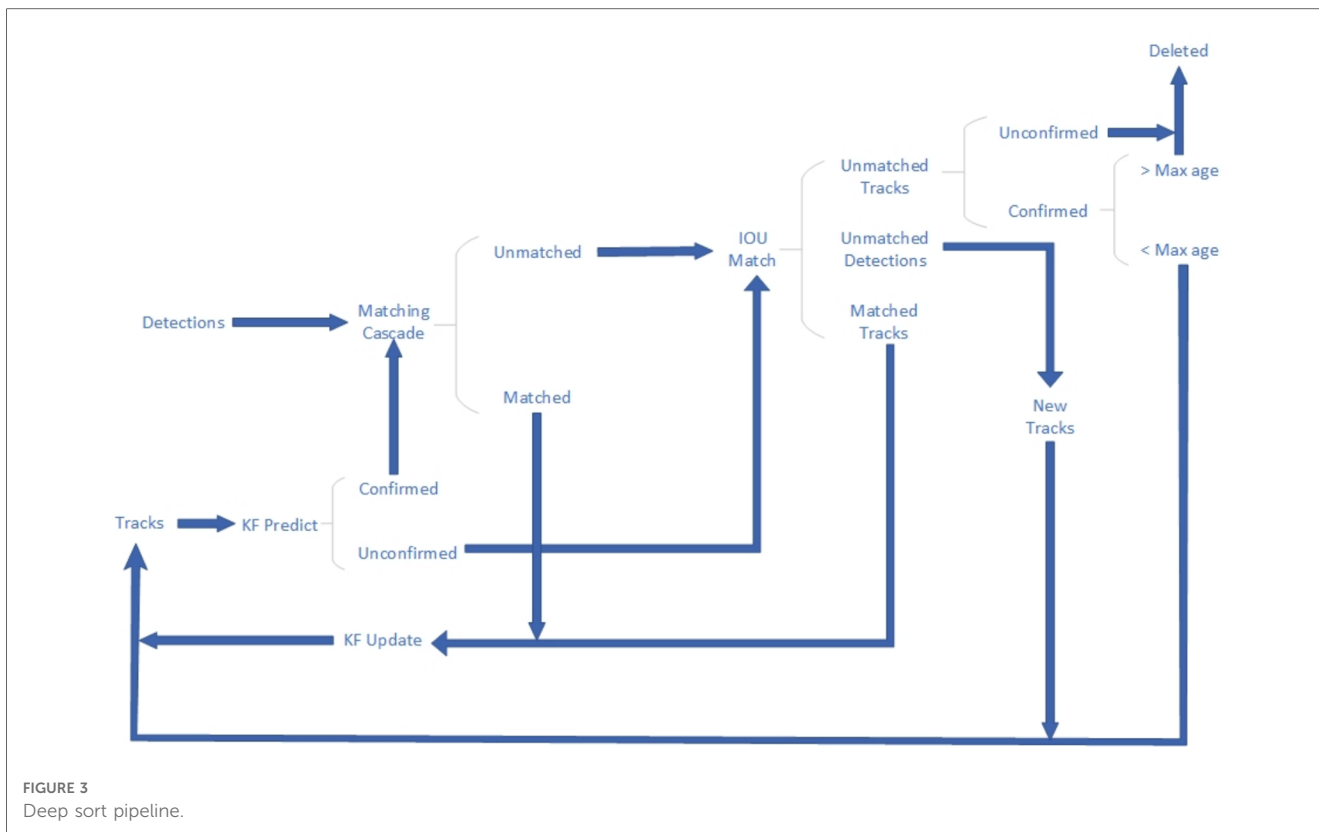 Deleted
Unconfirmed
Unmatched
Tracks
> Max age
Confirmed
Unmatched
IOU
Match
Unmatched
Detections
< Max age
Detections
Matching
Cascade
Matched
Tracks
Matched
New
Tracks
Confirmed
Tracks
KF Predict
Unconfirmed
KF Update
FIGURE 3
Deep sort pipeline.